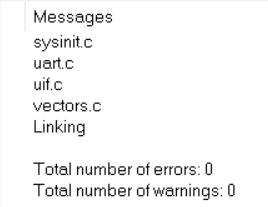 Messages
sysinit.c
uart.c
uif.c
vectors.c
Linking
Total number of errors: 0
Total number of warnings: 0